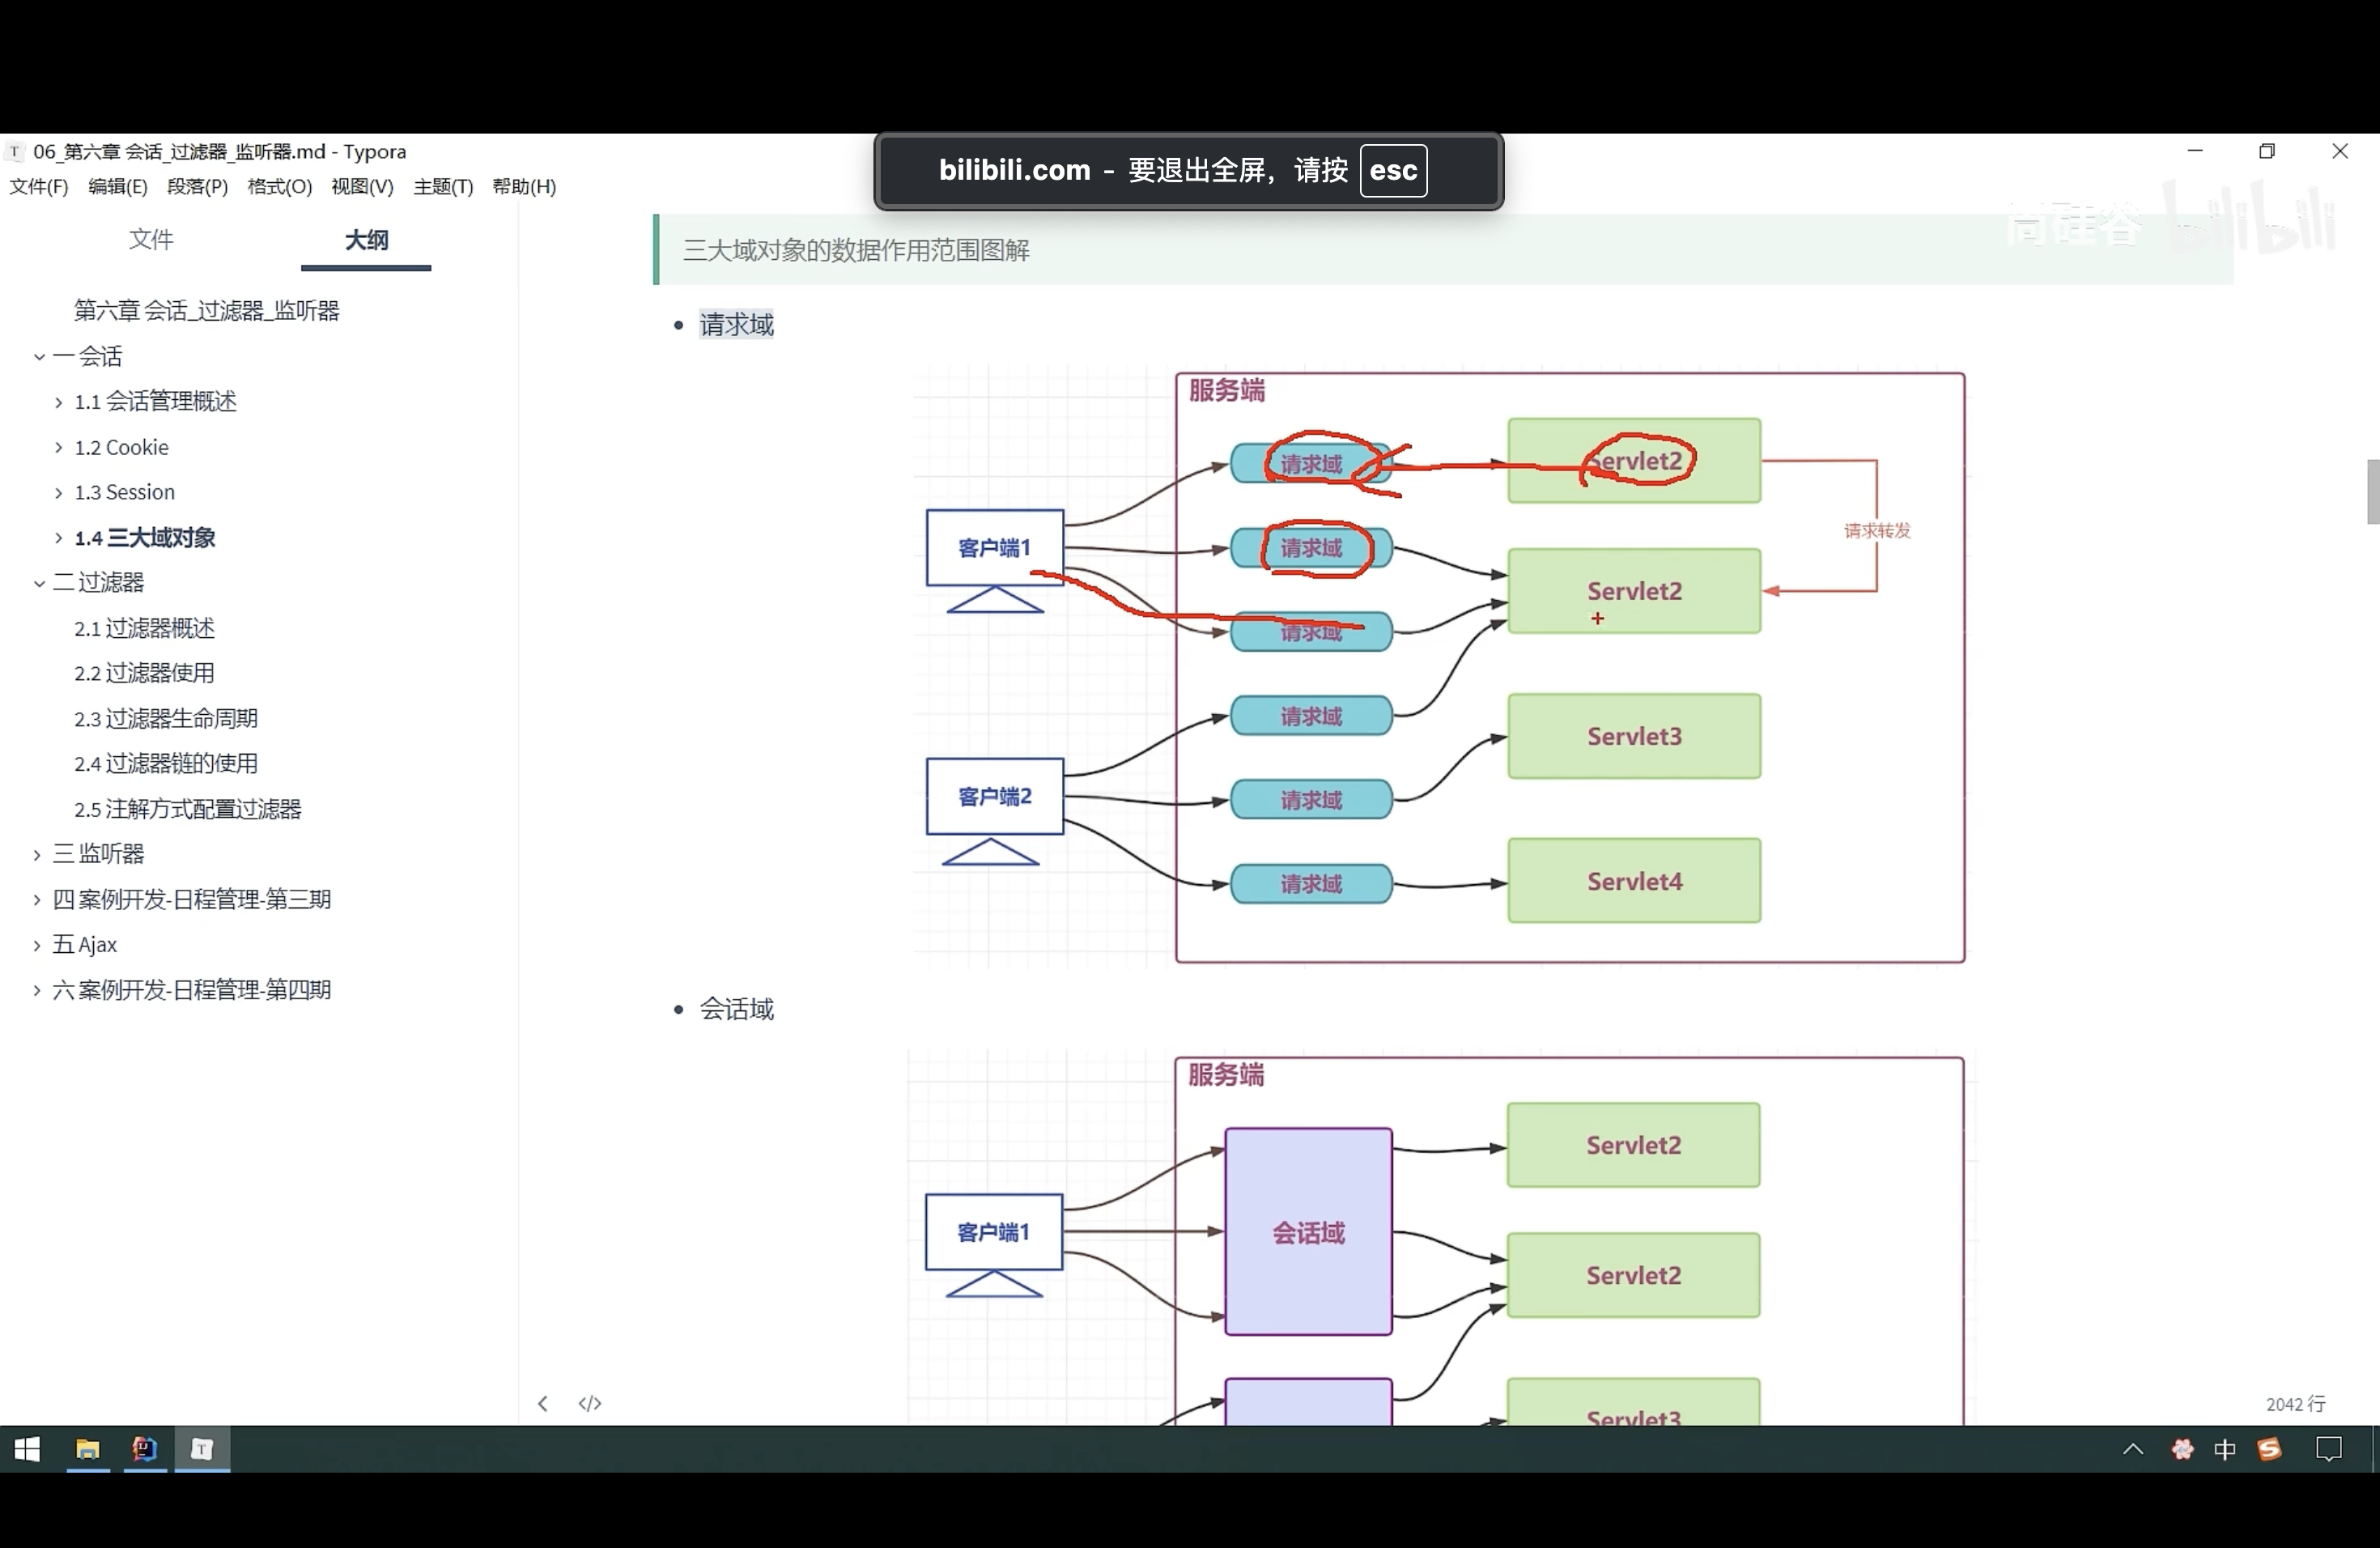 06_第六章 会话_过滤器_监听器.md - Typora
文件(F) 编辑(E) 段落(P) 格式(O) 视图(V) 主题(T) 帮助(H)
bilibili.com - 要退出全屏，请按 esc
尚硅谷 bilibili
文件 大纲
第六章 会话_过滤器_监听器
一 会话
1.1 会话管理概述
1.2 Cookie
1.3 Session
1.4 三大域对象
二 过滤器
2.1 过滤器概述
2.2 过滤器使用
2.3 过滤器生命周期
2.4 过滤器链的使用
2.5 注解方式配置过滤器
三 监听器
四 案例开发-日程管理-第三期
五 Ajax
六 案例开发-日程管理-第四期
三大域对象的数据作用范围图解
请求域
服务端
请求域 Servlet2
请求转发
客户端1 请求域
Servlet2
请求域
请求域
Servlet3
客户端2 请求域
请求域 Servlet4
会话域
服务端
Servlet2
客户端1 会话域
Servlet2
Servlet3
2042 行
中